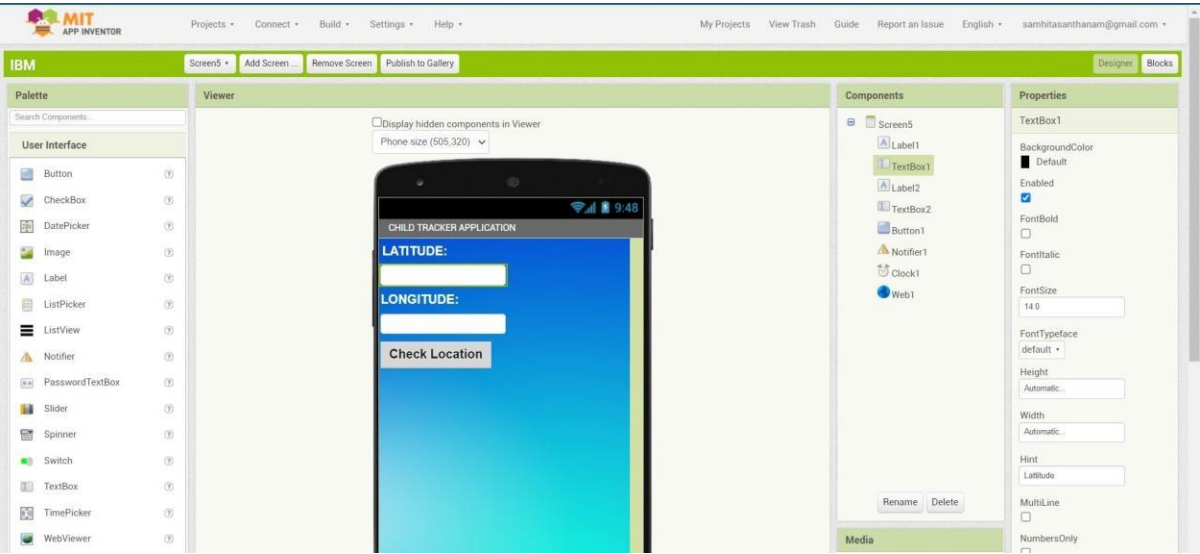 MIT
APP INVENTOR
Projects Connect Build Settings Help My Projects View Trash Guide Report an Issue English samhitasanthanam@gmail.com
IBM
Screen5 Add Screen ... Remove Screen Publish to Gallery Designer Blocks
Palette
Search Components...
User Interface
Button
CheckBox
DatePicker
Image
Label
ListPicker
ListView
Notifier
PasswordTextBox
Slider
Spinner
Switch
TextBox
TimePicker
WebViewer
Viewer
Display hidden components in Viewer
Phone size (505,320)
9:48
CHILD TRACKER APPLICATION
LATITUDE:
LONGITUDE:
Check Location
Components
Screen5
Label1
TextBox1
Label2
TextBox2
Button1
Notifier1
Clock1
Web1
Rename Delete
Media
Properties
TextBox1
BackgroundColor
Default
Enabled
FontBold
FontItalic
FontSize
14.0
FontTypeface
default
Height
Automatic...
Width
Automatic...
Hint
Lattitude
MultiLine
NumbersOnly